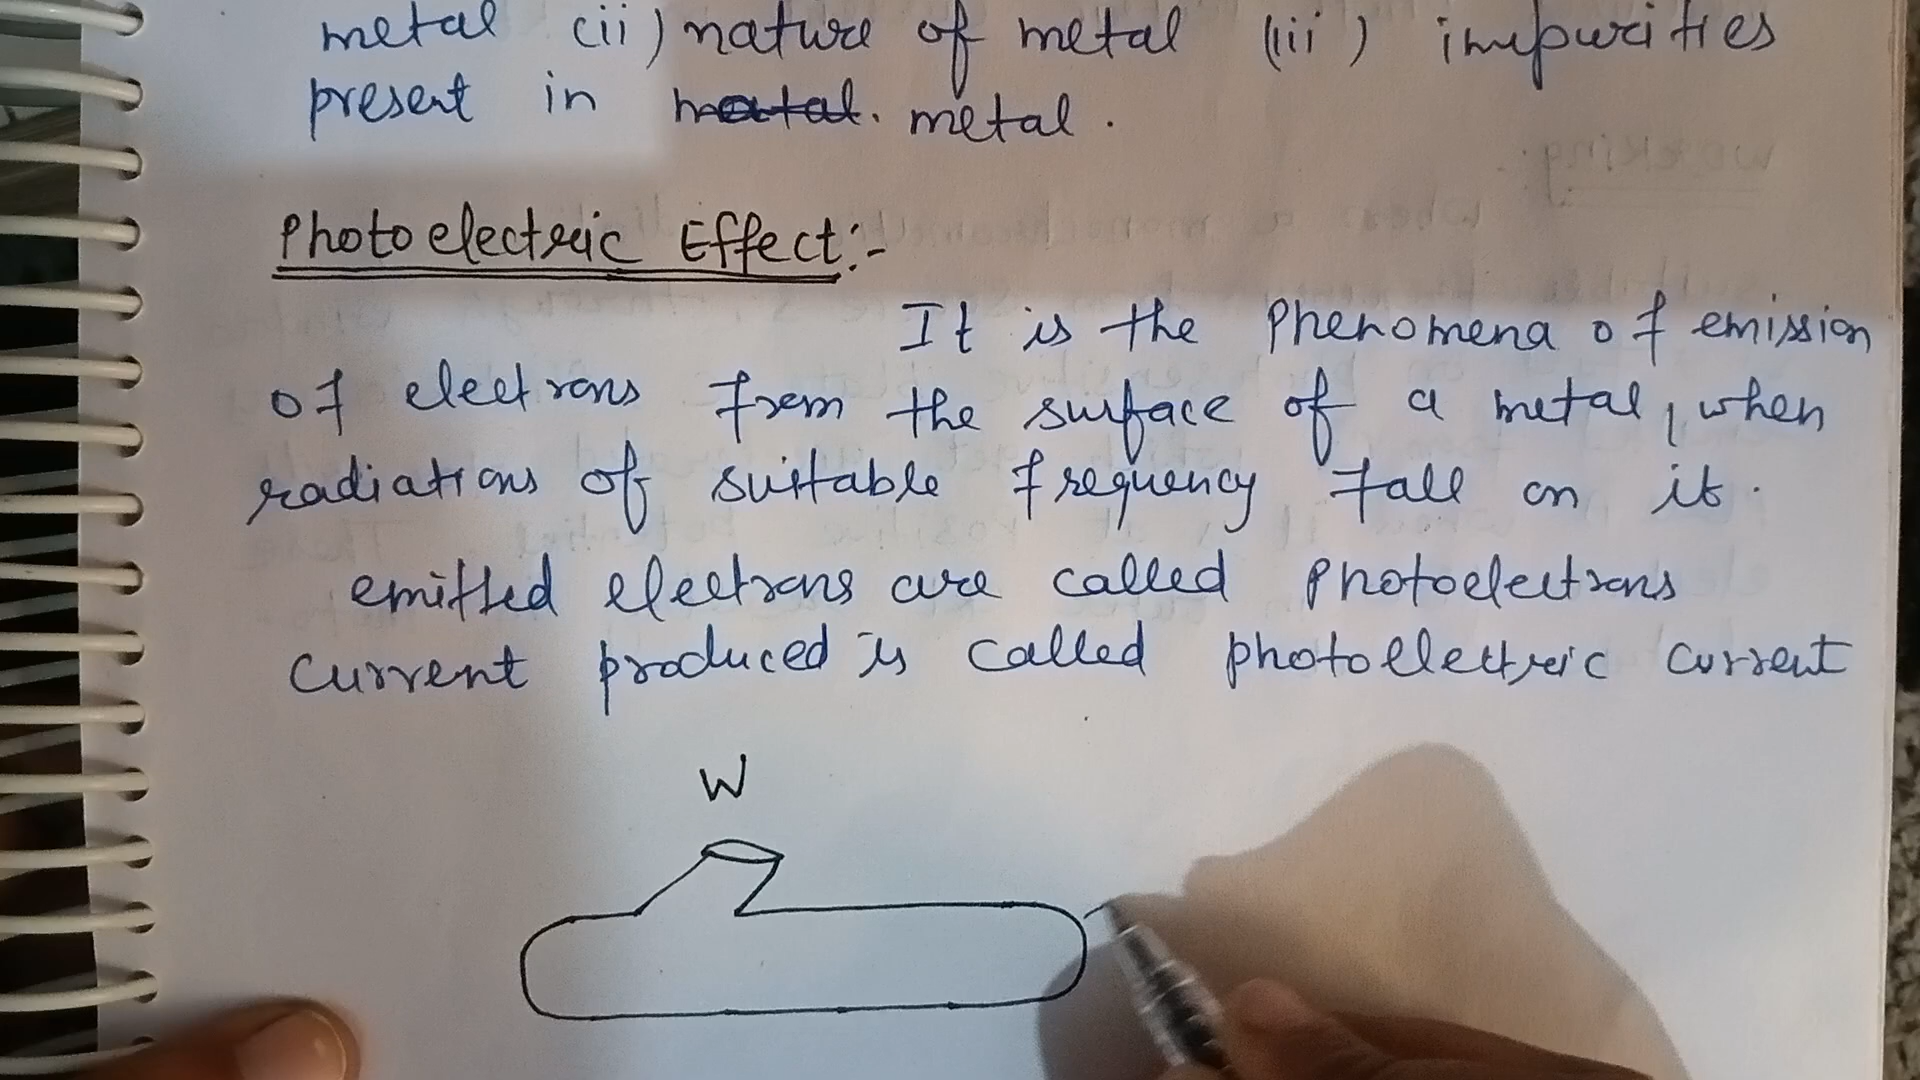 metal (ii) nature of metal (iii) impurities
present in metal.
Photoelectric Effect:-
It is the phenomena of emission
of electrons from the surface of a metal, when
radiations of suitable frequency fall on it.
emitted electrons are called photoelectrons
current produced is called photoelectric current
W